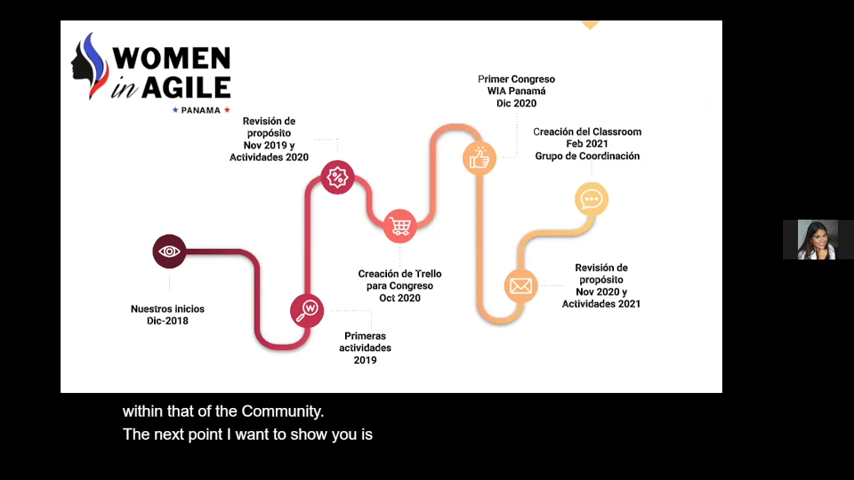 WOMEN
in AGILE
PANAMA
Revisión de
propósito
Nov 2019 y
Actividades 2020
Primer Congreso
WIA Panamá
Dic 2020
Creación del Classroom
Feb 2021
Grupo de Coordinación
Nuestros inicios
Dic-2018
W
Primeras
actividades
2019
%
Creación de Trello
para Congreso
Oct 2020
Revisión de
propósito
Nov 2020 y
Actividades 2021
within that of the Community.
The next point I want to show you is